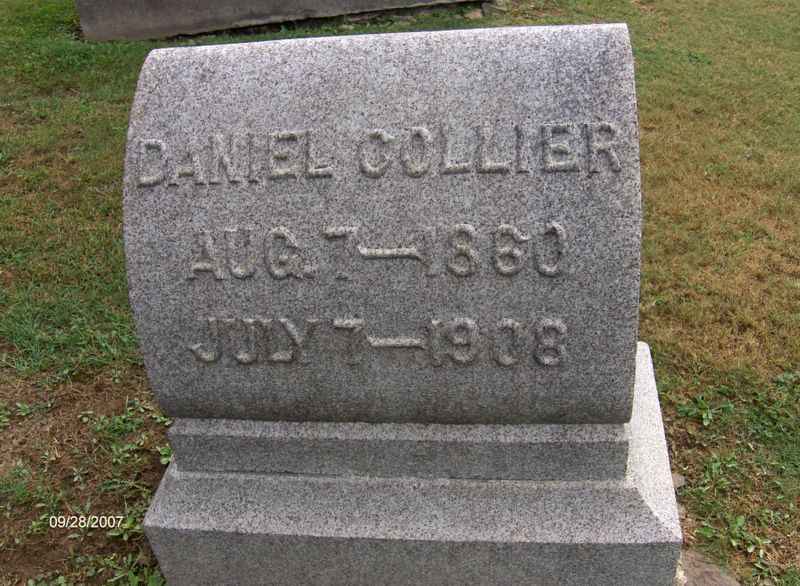 DANIEL COLLIER
AUG. 7—1860
JULY 7—1908
09/28/2007